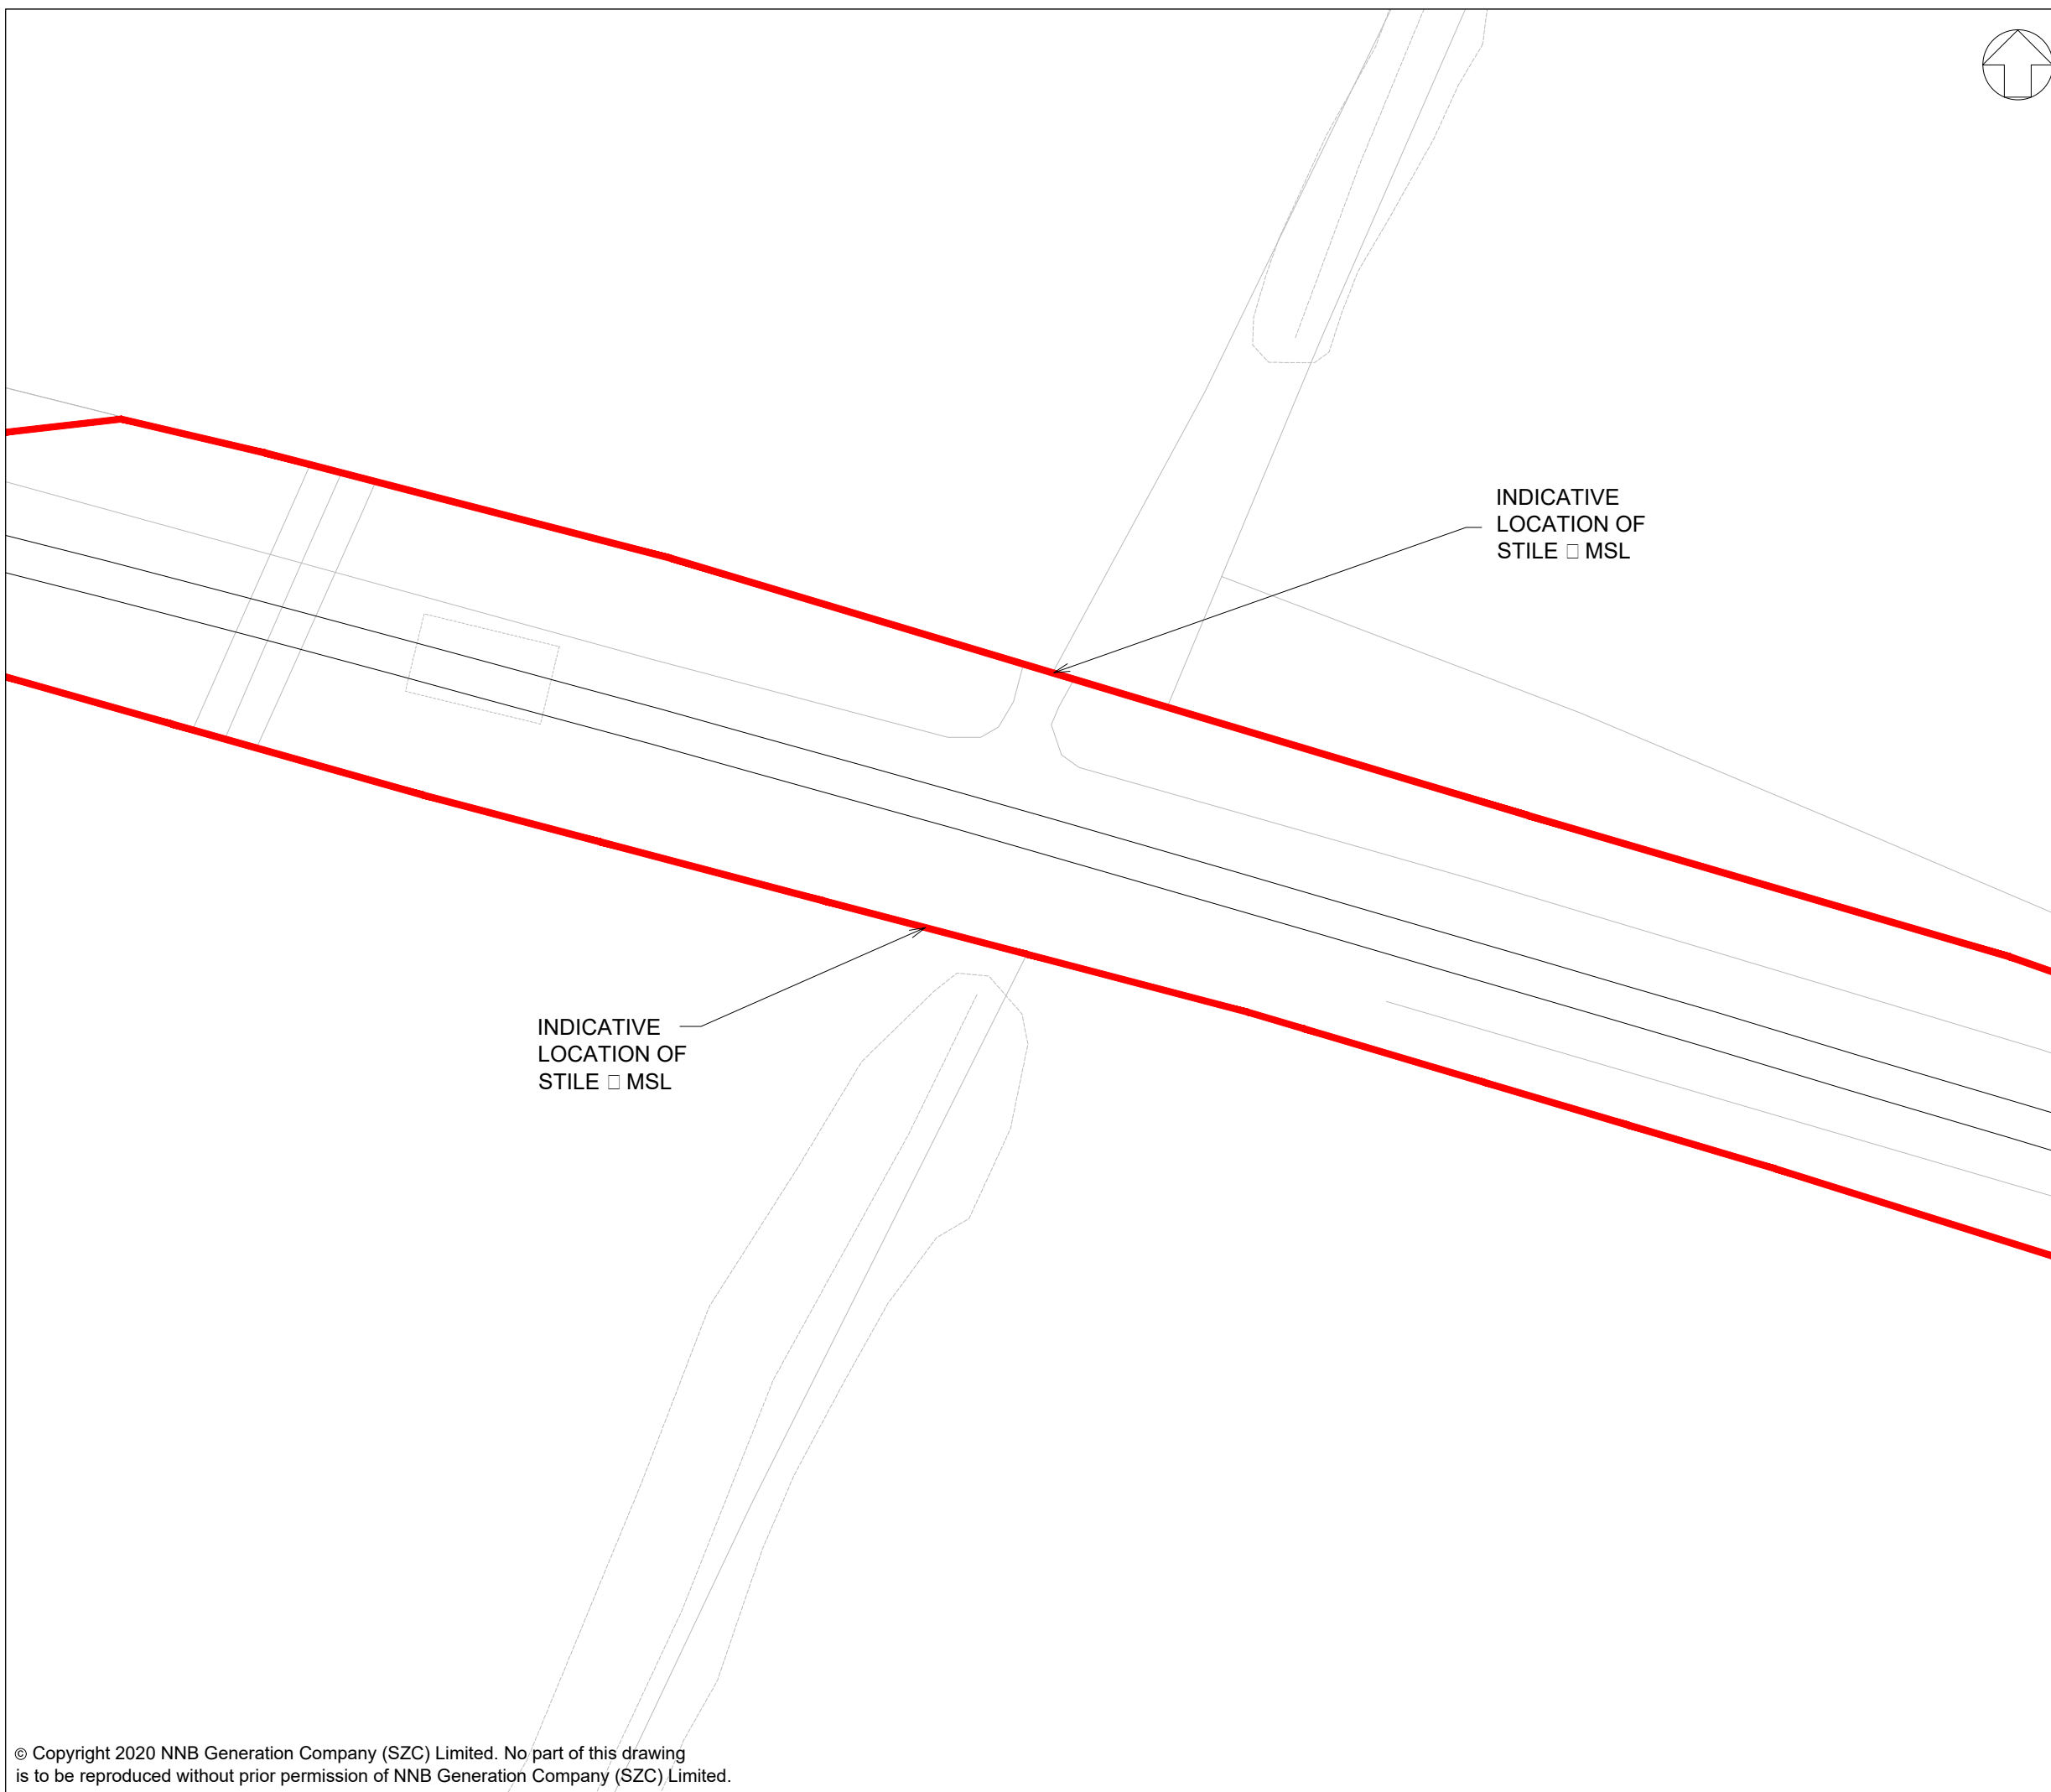 INDICATIVE
LOCATION OF
STILE □ MSL
INDICATIVE
LOCATION OF
STILE □ MSL
© Copyright 2020 NNB Generation Company (SZC) Limited. No part of this drawing
is to be reproduced without prior permission of NNB Generation Company (SZC) Limited.